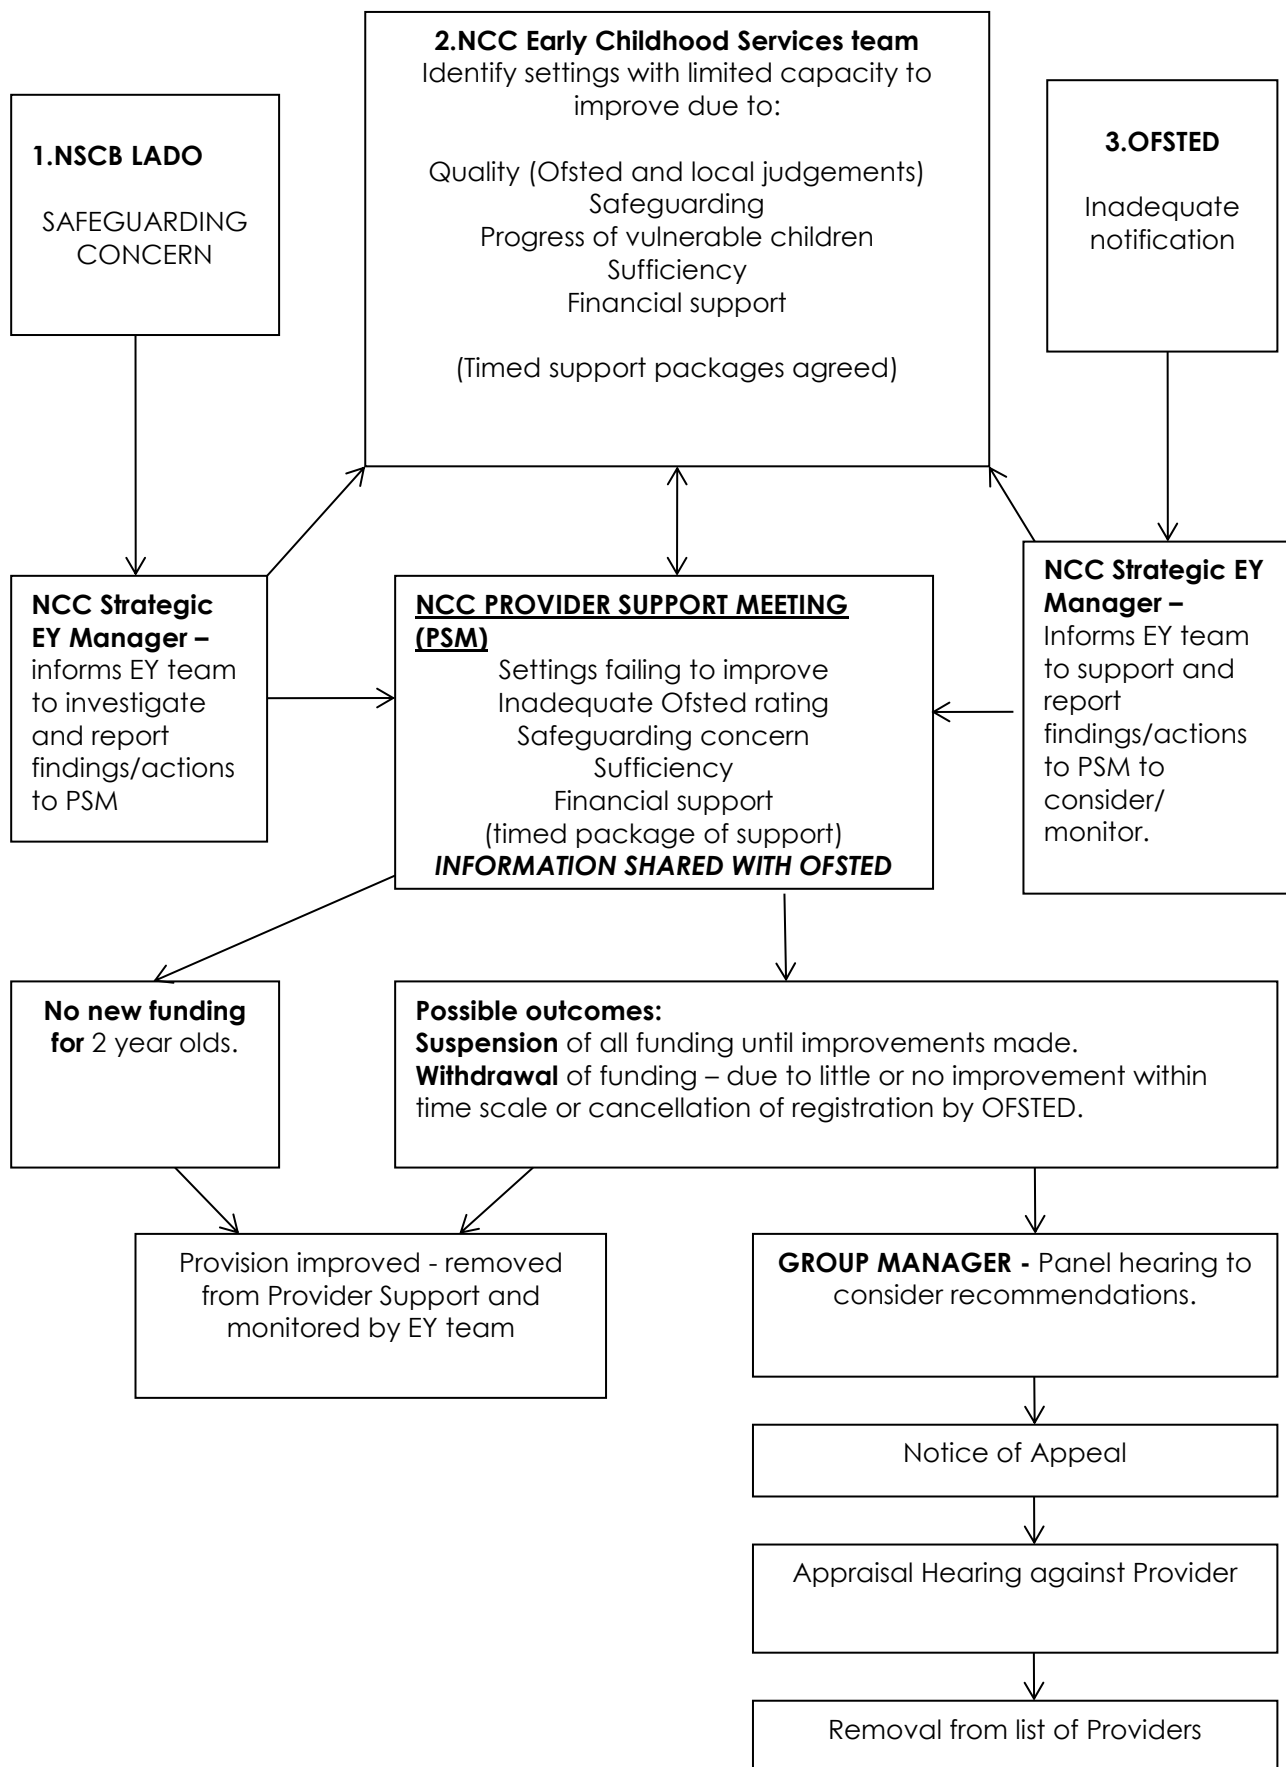 2.NCC Early Childhood Services team
Identify settings with limited capacity to
improve due to:
Quality (Ofsted and local judgements)
Safeguarding
Progress of vulnerable children
Sufficiency
Financial support
(Timed support packages agreed)
1.NSCB LADO
SAFEGUARDING
CONCERN
3.OFSTED
Inadequate
notification
NCC Strategic
EY Manager –
informs EY team
to investigate
and report
findings/actions
to PSM
NCC PROVIDER SUPPORT MEETING
(PSM)
Settings failing to improve
Inadequate Ofsted rating
Safeguarding concern
Sufficiency
Financial support
(timed package of support)
INFORMATION SHARED WITH OFSTED
NCC Strategic EY
Manager –
Informs EY team
to support and
report
findings/actions
to PSM to
consider/
monitor.
No new funding
for 2 year olds.
Possible outcomes:
Suspension of all funding until improvements made.
Withdrawal of funding – due to little or no improvement within
time scale or cancellation of registration by OFSTED.
Provision improved - removed
from Provider Support and
monitored by EY team
GROUP MANAGER - Panel hearing to
consider recommendations.
Notice of Appeal
Appraisal Hearing against Provider
Removal from list of Providers